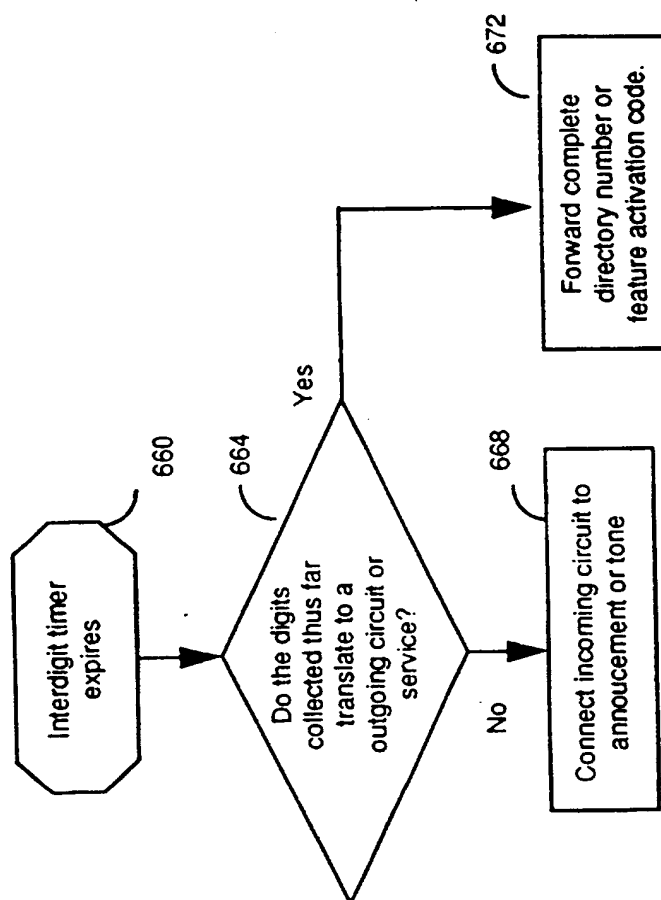 Interdigit timer
expires
660
Do the digits
collected thus far
translate to a
outgoing circuit or
service?
664
Yes
No
Connect incoming circuit to
annoucement or tone
668
Forward complete
directory number or
feature activation code.
672